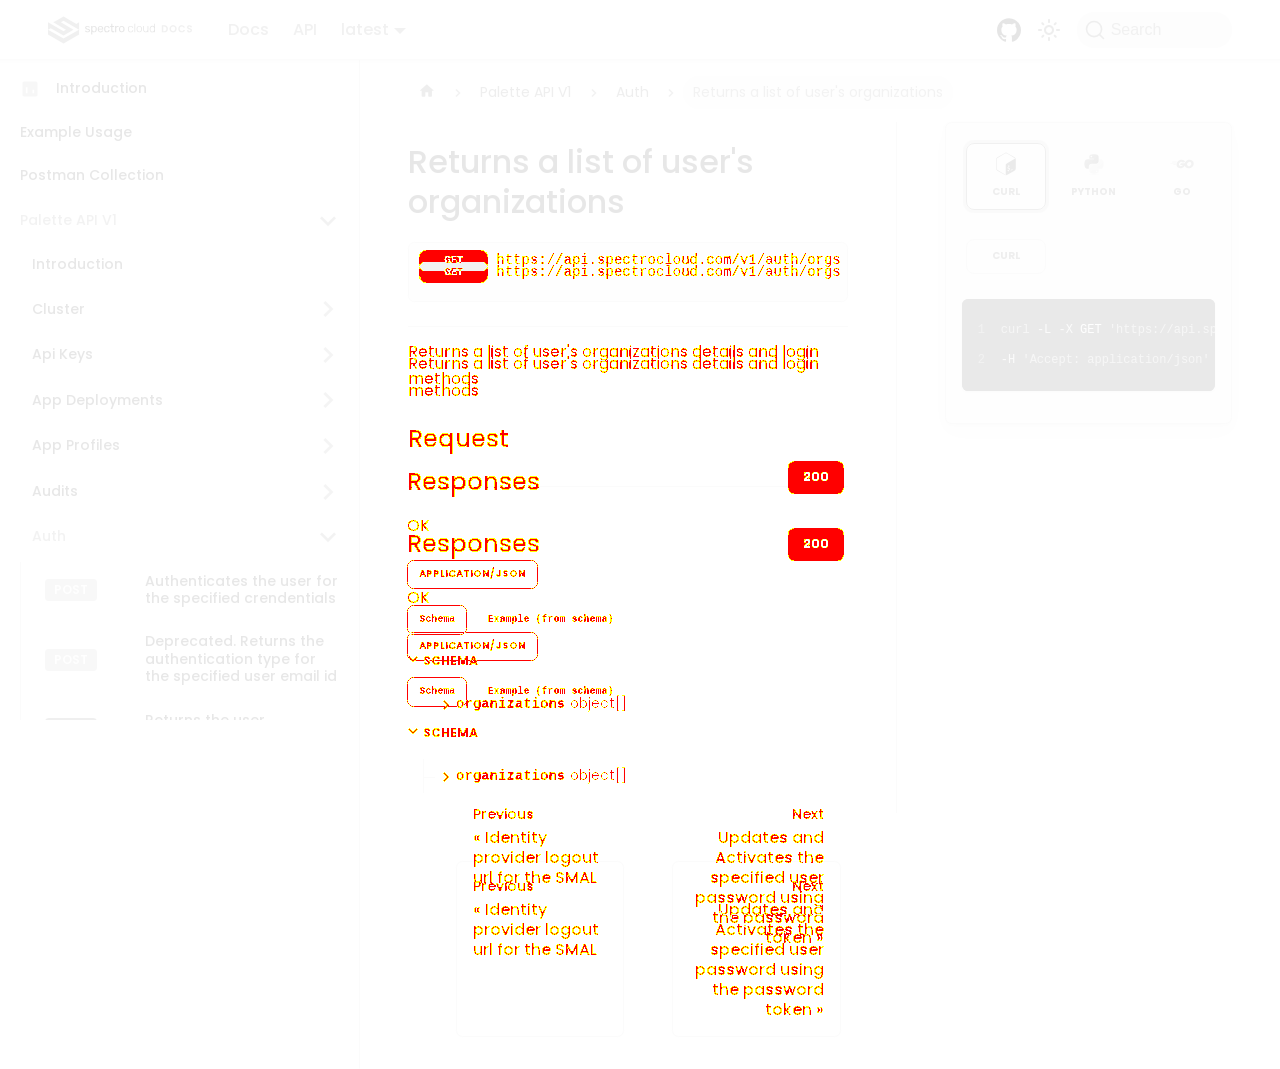 spectro cloud DOCS
Docs
API
latest
Search
Introduction
Example Usage
Postman Collection
Palette API V1
Introduction
Cluster
Api Keys
App Deployments
App Profiles
Audits
Auth
POST
Authenticates the user for
the specified crendentials
POST
Deprecated. Returns the
authentication type for
the specified user email id
Returns the user
Palette API V1
Auth
Returns a list of user's organizations
Returns a list of user's
organizations
GET https://api.spectrocloud.com/v1/auth/orgs
GET https://api.spectrocloud.com/v1/auth/orgs
Returns a list of user's organizations details and login
Returns a list of user's organizations details and login
methods
methods
Request
Responses
200
OK
Responses
200
APPLICATION/JSON
OK
Schema
Example (from schema)
APPLICATION/JSON
SCHEMA
Schema
Example (from schema)
organizations object[]
SCHEMA
organizations object[]
Previous
« Identity
provider logout
url for the SMAL
Next
Updates and
Activates the
specified user
password using
the password
token »
Previous
« Identity
provider logout
url for the SMAL
Next
Updates and
Activates the
specified user
password using
the password
token »
CURL
PYTHON
GO
CURL
1 curl -L -X GET 'https://api.sp
2 -H 'Accept: application/json'